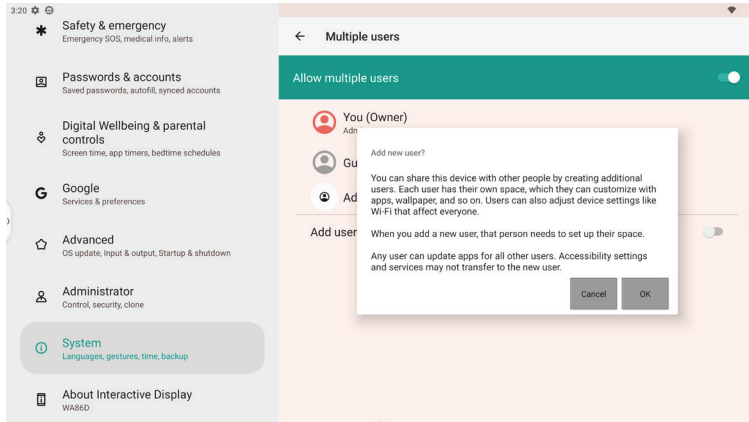 3:20
Safety & emergency
Emergency SOS, medical info, alerts
Passwords & accounts
Saved passwords, autofill, synced accounts
Digital Wellbeing & parental
controls
Screen time, app timers, bedtime schedules
G
Google
Services & preferences
Advanced
OS update, Input & output, Startup & shutdown
Administrator
Control, security, clone
System
Languages, gestures, time, backup
About Interactive Display
WA86D
Multiple users
Allow multiple users
You (Owner)
Adn
Gu
Ad
Add user
Add new user?
You can share this device with other people by creating additional
users. Each user has their own space, which they can customize with
apps, wallpaper, and so on. Users can also adjust device settings like
Wi-Fi that affect everyone.
When you add a new user, that person needs to set up their space.
Any user can update apps for all other users. Accessibility settings
and services may not transfer to the new user.
Cancel OK